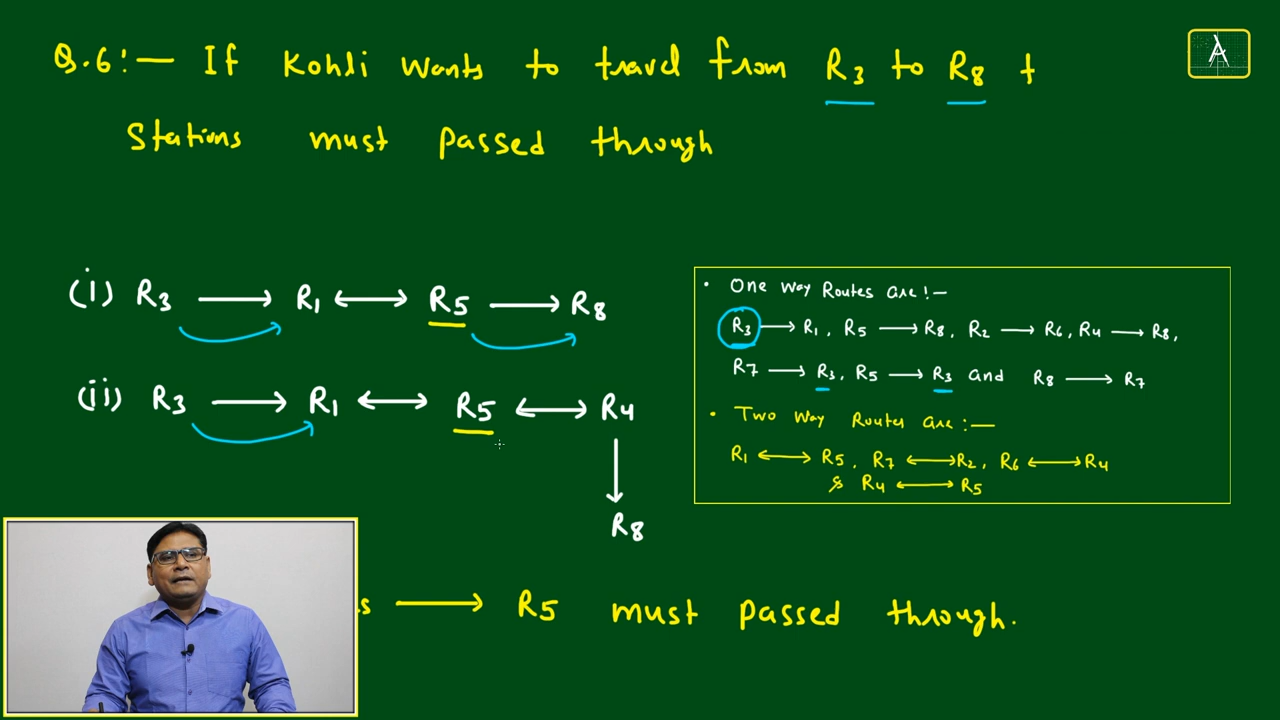 Q.6:— If Kohli wants to travel from R3 to R8 t
Stations must passed through
(i) R3 ⟶ R1 ⟷ R5 ⟶ R8
(ii) R3 ⟶ R1 ⟷ R5 ⟷ R4
R8
• One Way Routes are:—
R3 ⟶ R1, R5 ⟶ R8, R2 ⟶ R6, R4 ⟶ R8,
R7 ⟶ R3, R5 ⟶ R3 and R8 ⟶ R7
• Two Way Routes are:—
R1 ⟷ R5, R7 ⟷ R2, R6 ⟷ R4
& R4 ⟷ R5
s ⟶ R5 must passed through.